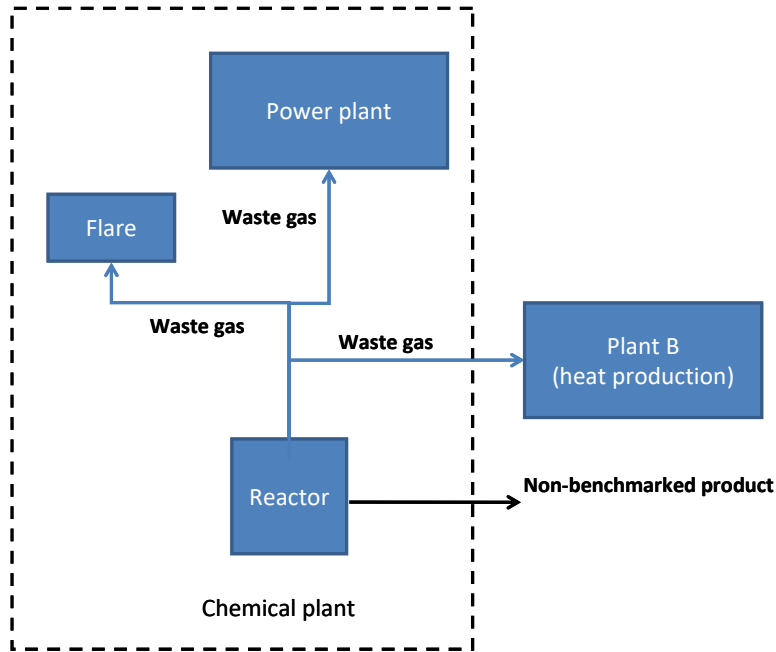 Power plant
Waste gas
Flare
Waste gas
Waste gas
Plant B
(heat production)
Reactor
Non-benchmarked product
Chemical plant